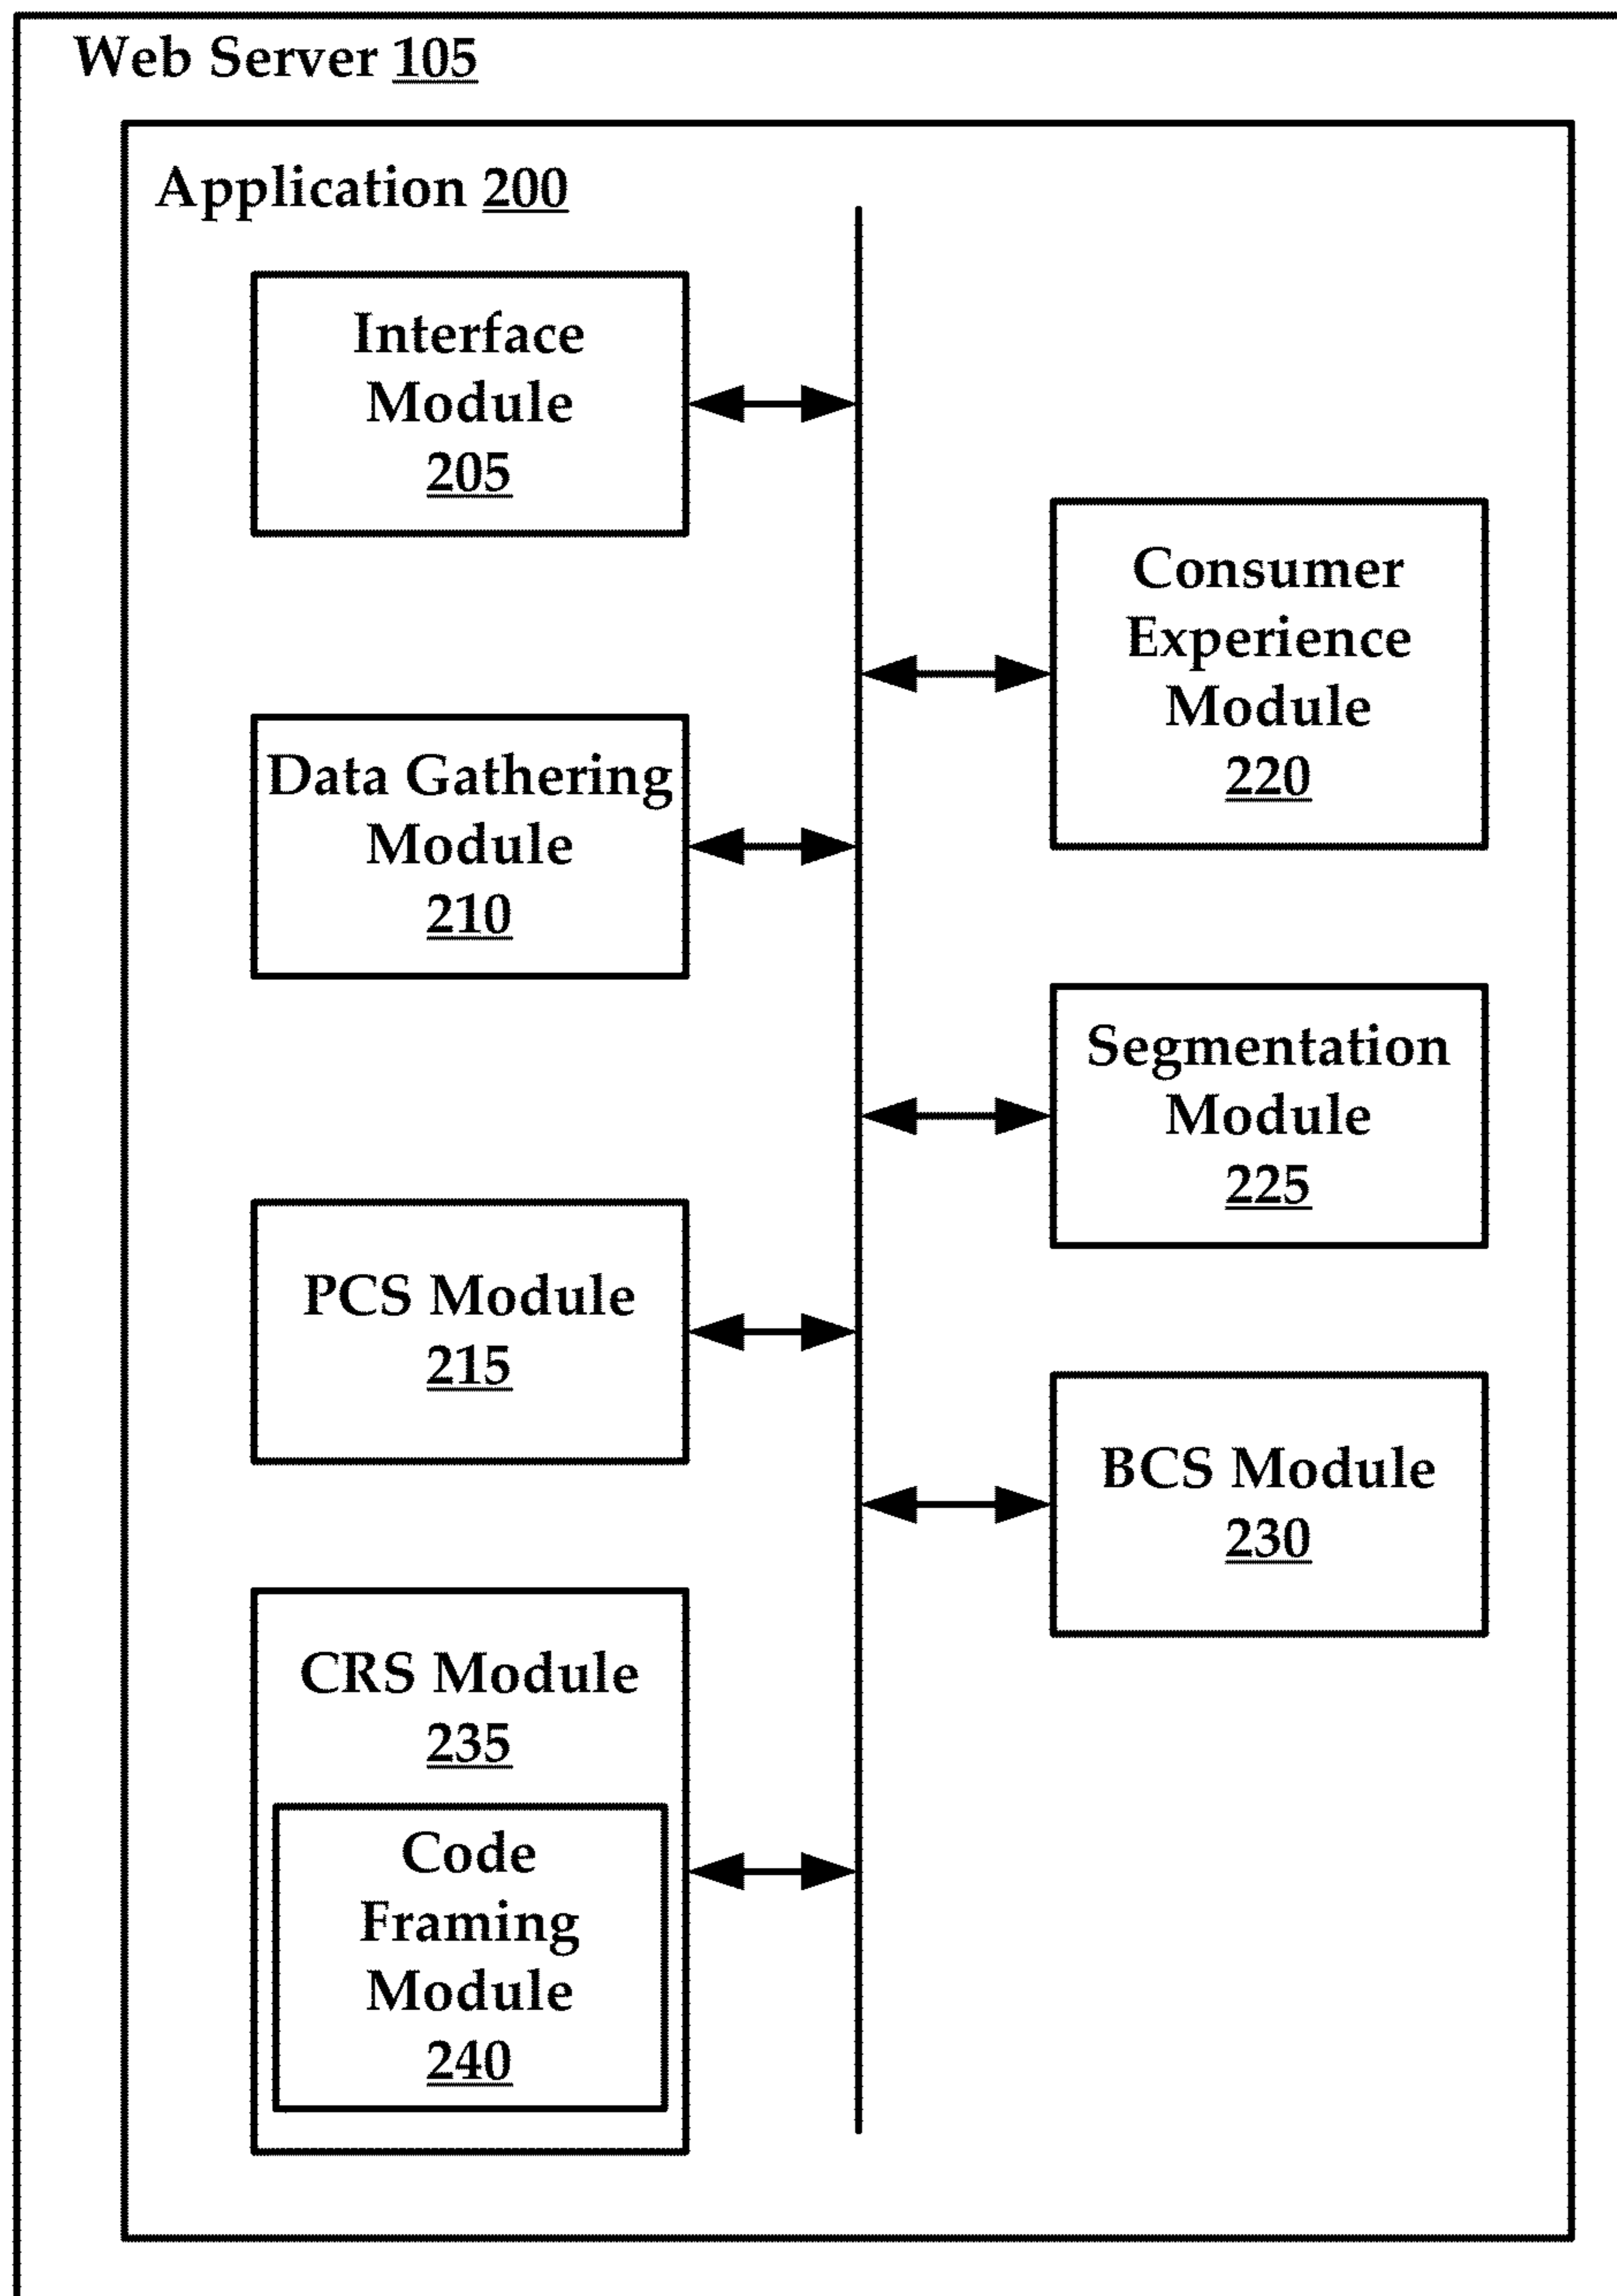 Web Server 105
Application 200
Interface
Module
205
Consumer
Experience
Module
220
Data Gathering
Module
210
Segmentation
Module
225
PCS Module
215
BCS Module
230
CRS Module
235
Code
Framing
Module
240